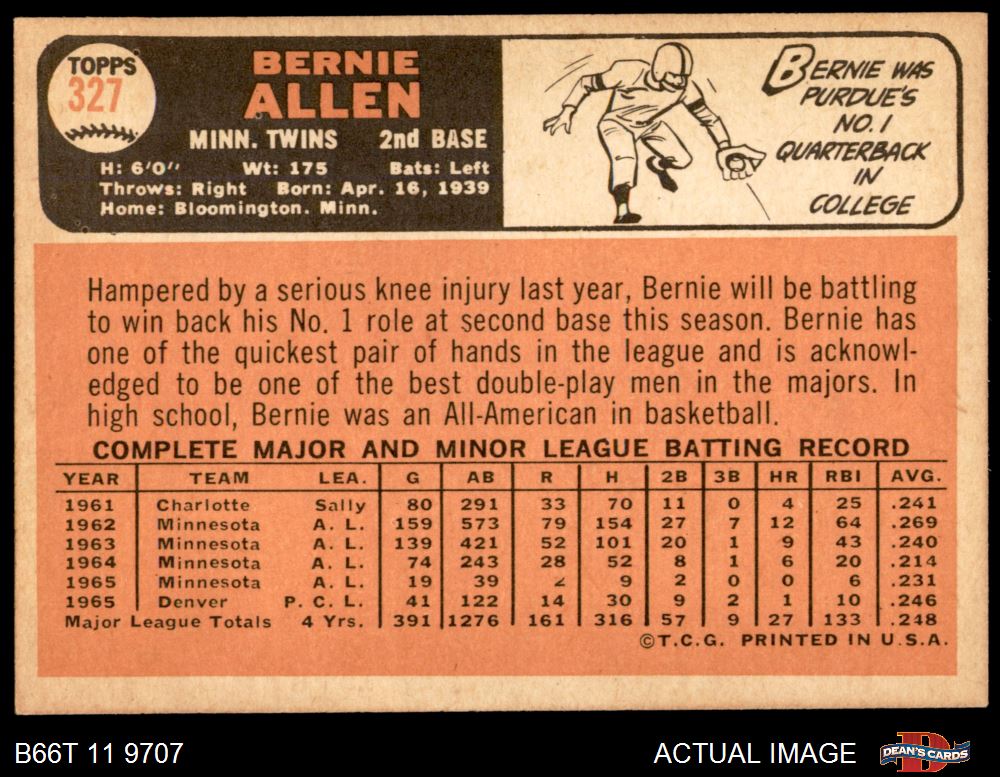 TOPPS
327
BERNIE
ALLEN
MINN. TWINS 2nd BASE
H: 6'0" Wt: 175 Bats: Left
Throws: Right Born: Apr. 16, 1939
Home: Bloomington. Minn.
BERNIE WAS
PURDUE'S
NO. 1
QUARTERBACK
IN
COLLEGE
Hampered by a serious knee injury last year, Bernie will be battling
to win back his No. 1 role at second base this season. Bernie has
one of the quickest pair of hands in the league and is acknowl-
edged to be one of the best double-play men in the majors. In
high school, Bernie was an All-American in basketball.
COMPLETE MAJOR AND MINOR LEAGUE BATTING RECORD
YEAR TEAM LEA. G AB R H 2B 3B HR RBI AVG.
1961 Charlotte Sally 80 291 33 70 11 0 4 25 .241
1962 Minnesota A. L. 159 573 79 154 27 7 12 64 .269
1963 Minnesota A. L. 139 421 52 101 20 1 9 43 .240
1964 Minnesota A. L. 74 243 28 52 8 1 6 20 .214
1965 Minnesota A. L. 19 39 2 9 2 0 0 6 .231
1965 Denver P. C. L. 41 122 14 30 9 2 1 10 .246
Major League Totals 4 Yrs. 391 1276 161 316 57 9 27 133 .248
©T.C.G. PRINTED IN U.S.A.
B66T 11 9707 ACTUAL IMAGE DEAN'S CARDS